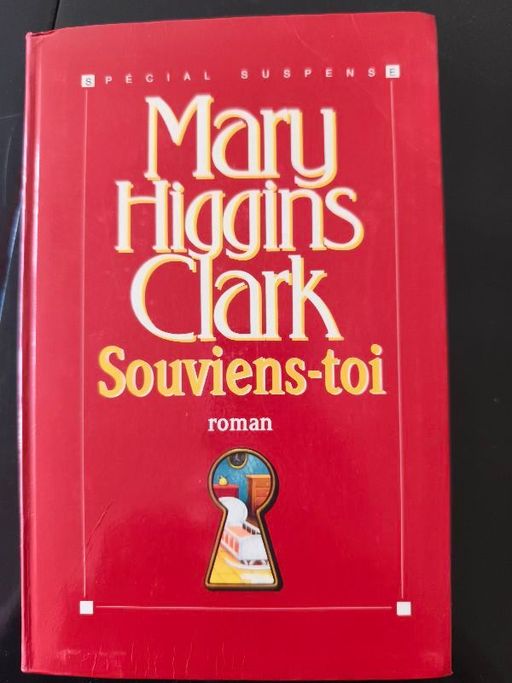 SPÉCIAL SUSPENSE
Mary
Higgins
Clark
Souviens-toi
roman